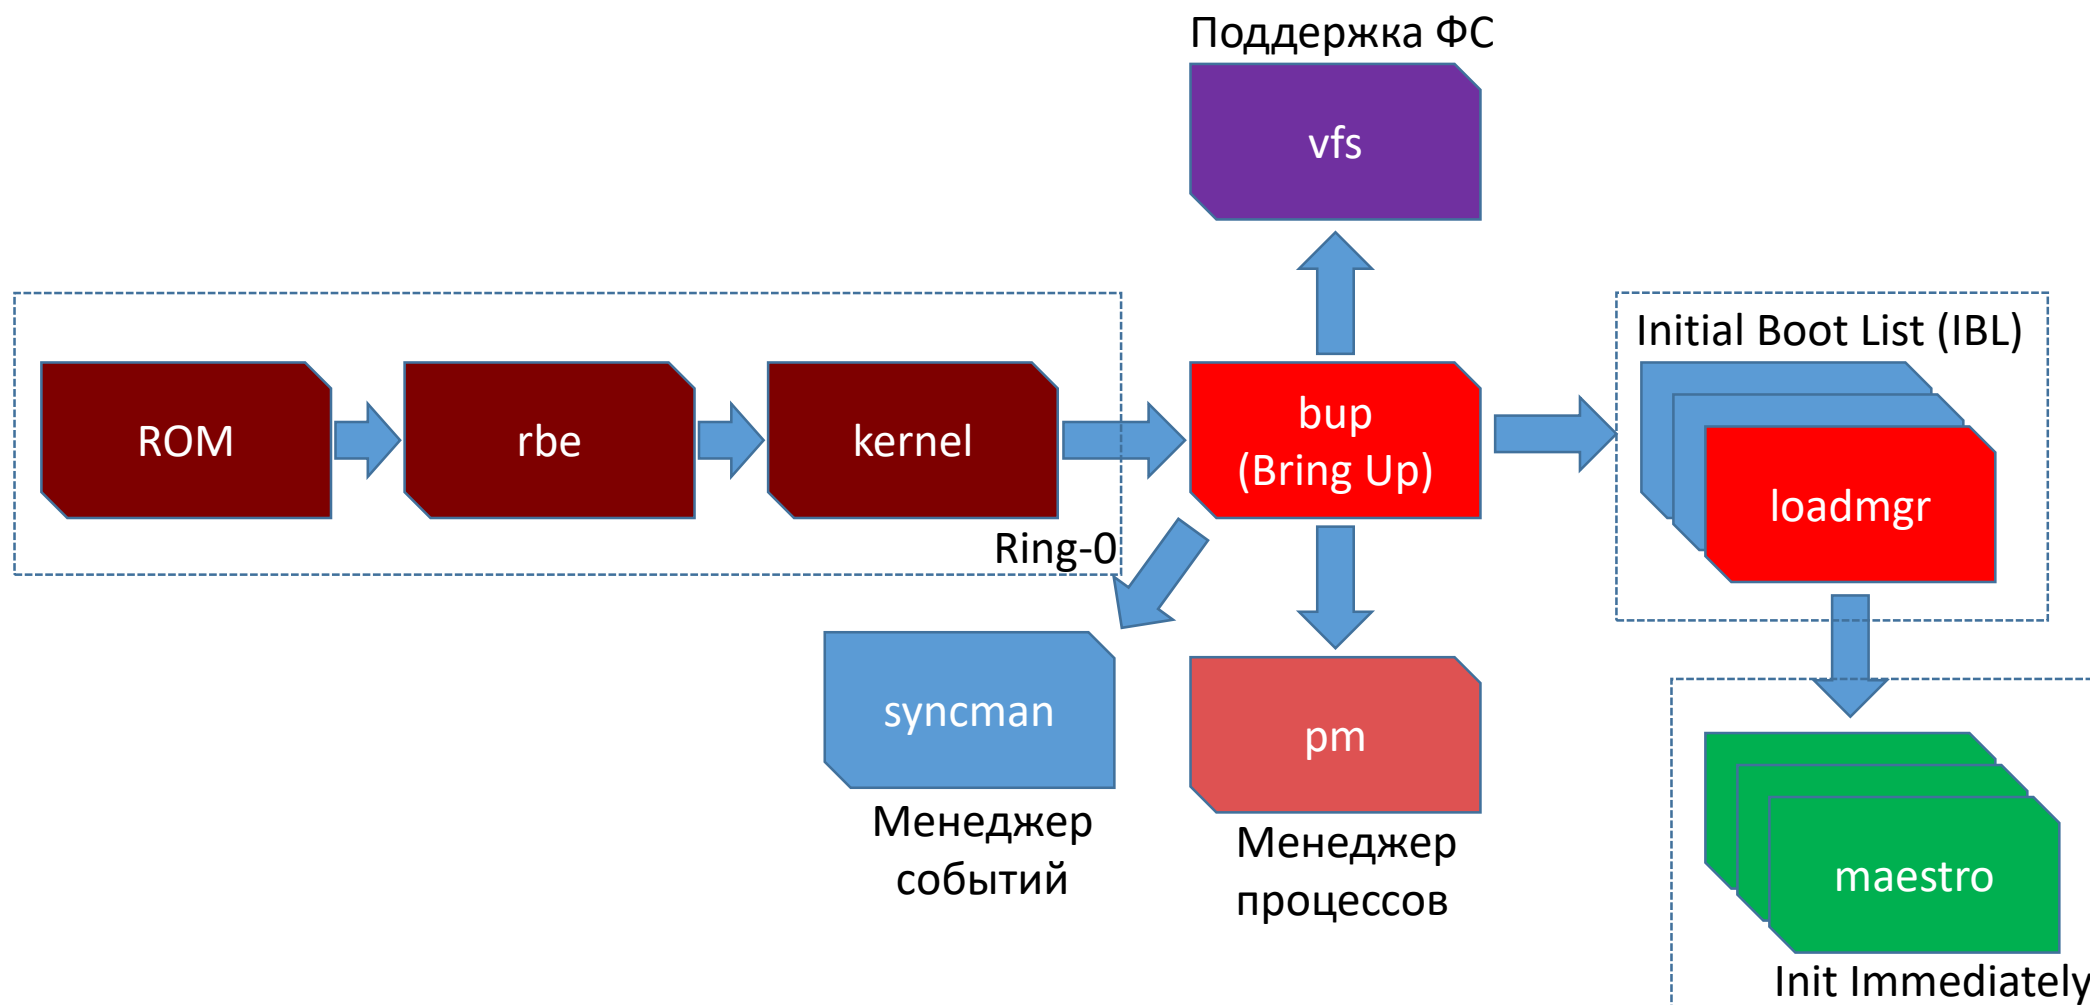 Поддержка ФС
vfs
Initial Boot List (IBL)
ROM
rbe
kernel
bup
(Bring Up)
loadmgr
Ring-0
syncman
pm
Менеджер
событий
Менеджер
процессов
maestro
Init Immediately